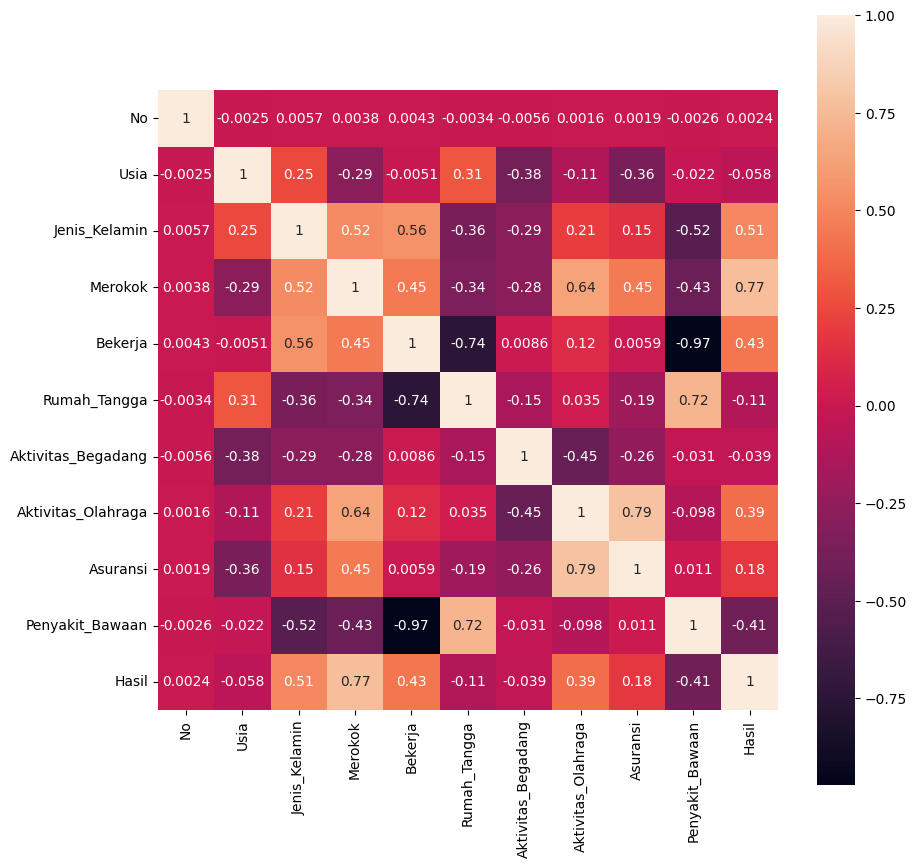 No 1 -0.0025 0.0057 0.0038 0.0043 -0.0034 -0.0056 0.0016 0.0019 -0.0026 0.0024
Usia -0.0025 1 0.25 -0.29 -0.0051 0.31 -0.38 -0.11 -0.36 -0.022 -0.058
Jenis_Kelamin 0.0057 0.25 1 0.52 0.56 -0.36 -0.29 0.21 0.15 -0.52 0.51
Merokok 0.0038 -0.29 0.52 1 0.45 -0.34 -0.28 0.64 0.45 -0.43 0.77
Bekerja 0.0043 -0.0051 0.56 0.45 1 -0.74 0.0086 0.12 0.0059 -0.97 0.43
Rumah_Tangga -0.0034 0.31 -0.36 -0.34 -0.74 1 -0.15 0.035 -0.19 0.72 -0.11
Aktivitas_Begadang -0.0056 -0.38 -0.29 -0.28 0.0086 -0.15 1 -0.45 -0.26 -0.031 -0.039
Aktivitas_Olahraga 0.0016 -0.11 0.21 0.64 0.12 0.035 -0.45 1 0.79 -0.098 0.39
Asuransi 0.0019 -0.36 0.15 0.45 0.0059 -0.19 -0.26 0.79 1 0.011 0.18
Penyakit_Bawaan -0.0026 -0.022 -0.52 -0.43 -0.97 0.72 -0.031 -0.098 0.011 1 -0.41
Hasil 0.0024 -0.058 0.51 0.77 0.43 -0.11 -0.039 0.39 0.18 -0.41 1
No
Usia
Jenis_Kelamin
Merokok
Bekerja
Rumah_Tangga
Aktivitas_Begadang
Aktivitas_Olahraga
Asuransi
Penyakit_Bawaan
Hasil
1.00
0.75
0.50
0.25
0.00
−0.25
−0.50
−0.75